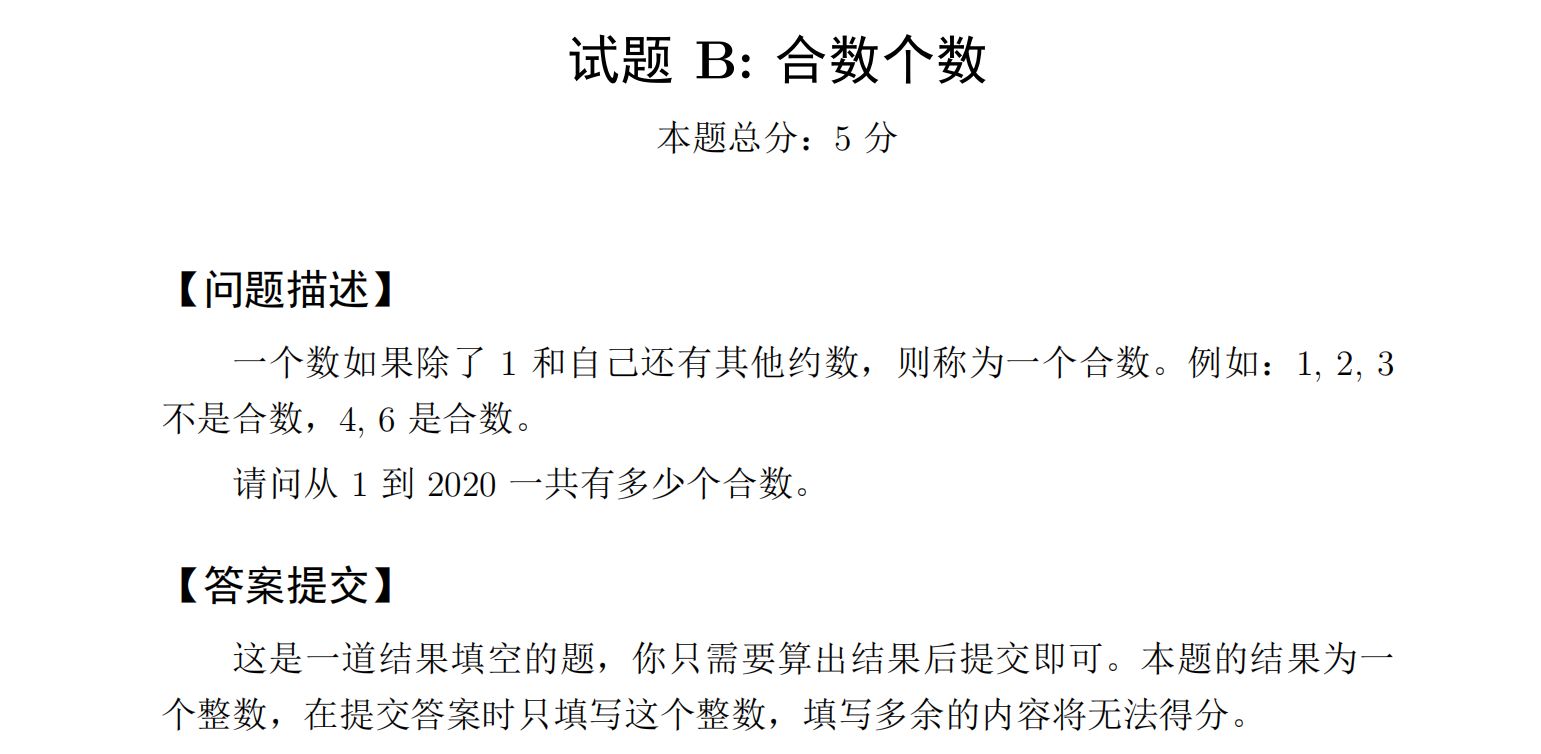 试题 B: 合数个数
本题总分：5 分
【问题描述】
一个数如果除了 1 和自己还有其他约数，则称为一个合数。例如：1, 2, 3
不是合数，4, 6 是合数。
请问从 1 到 2020 一共有多少个合数。
【答案提交】
这是一道结果填空的题，你只需要算出结果后提交即可。本题的结果为一
个整数，在提交答案时只填写这个整数，填写多余的内容将无法得分。